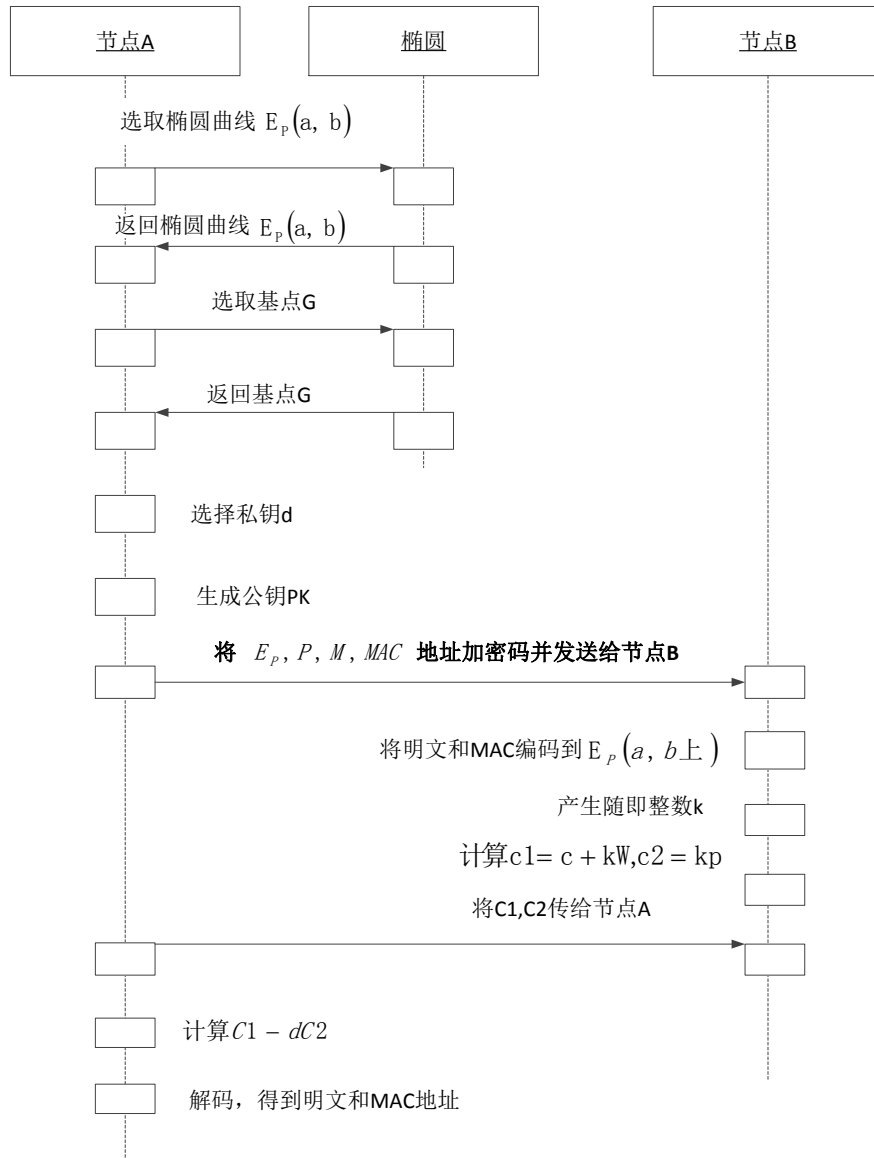 节点A
椭圆
节点B
选取椭圆曲线 E_P(a, b)
返回椭圆曲线 E_P(a, b)
选取基点G
返回基点G
选择私钥d
生成公钥PK
将 E_P, P, M, MAC 地址加密码并发送给节点B
将明文和MAC编码到 E_P(a, b上)
产生随即整数k
计算c1= c + kW,c2 = kp
将C1,C2传给节点A
计算C1 − dC2
解码，得到明文和MAC地址